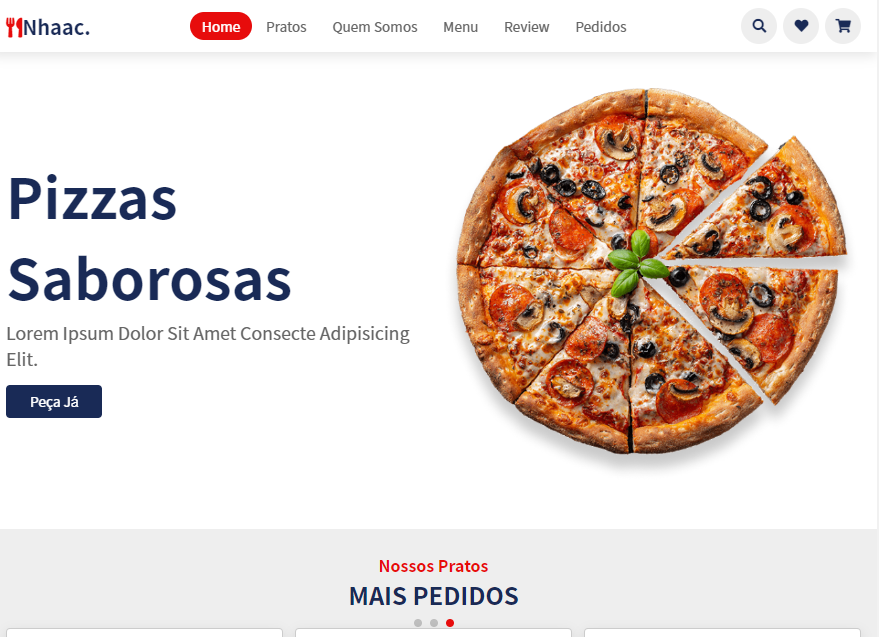 Nhaac.
Home Pratos Quem Somos Menu Review Pedidos
Pizzas
Saborosas
Lorem Ipsum Dolor Sit Amet Consecte Adipisicing
Elit.
Peça Já
Nossos Pratos
MAIS PEDIDOS